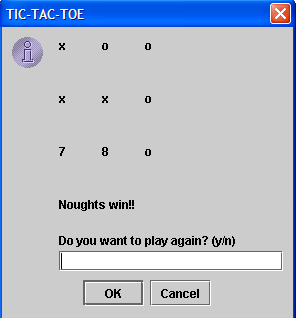 TIC-TAC-TOE
x o o
x x o
7 8 o
Noughts win!!
Do you want to play again? (y/n)
OK Cancel